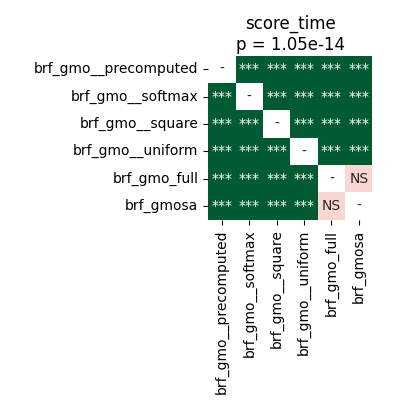 score_time
p = 1.05e-14
brf_gmo__precomputed - *** *** *** *** ***
brf_gmo__softmax *** - *** *** *** ***
brf_gmo__square *** *** - *** *** ***
brf_gmo__uniform *** *** *** - *** ***
brf_gmo_full *** *** *** *** - NS
brf_gmosa *** *** *** *** NS -
brf_gmo__precomputed
brf_gmo__softmax
brf_gmo__square
brf_gmo__uniform
brf_gmo_full
brf_gmosa